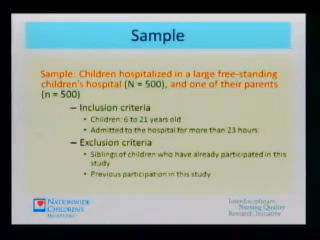 Sample
Sample: Children hospitalized in a large free-standing
children's hospital (N = 500), and one of their parents
(n = 500)
– Inclusion criteria
• Children: 6 to 21 years old
• Admitted to the hospital for more than 23 hours
– Exclusion criteria
• Siblings of children who have already participated in this
study
• Previous participation in this study
NATIONWIDE
CHILDREN'S
Interdisciplinary
Nursing Quality
Research Initiative